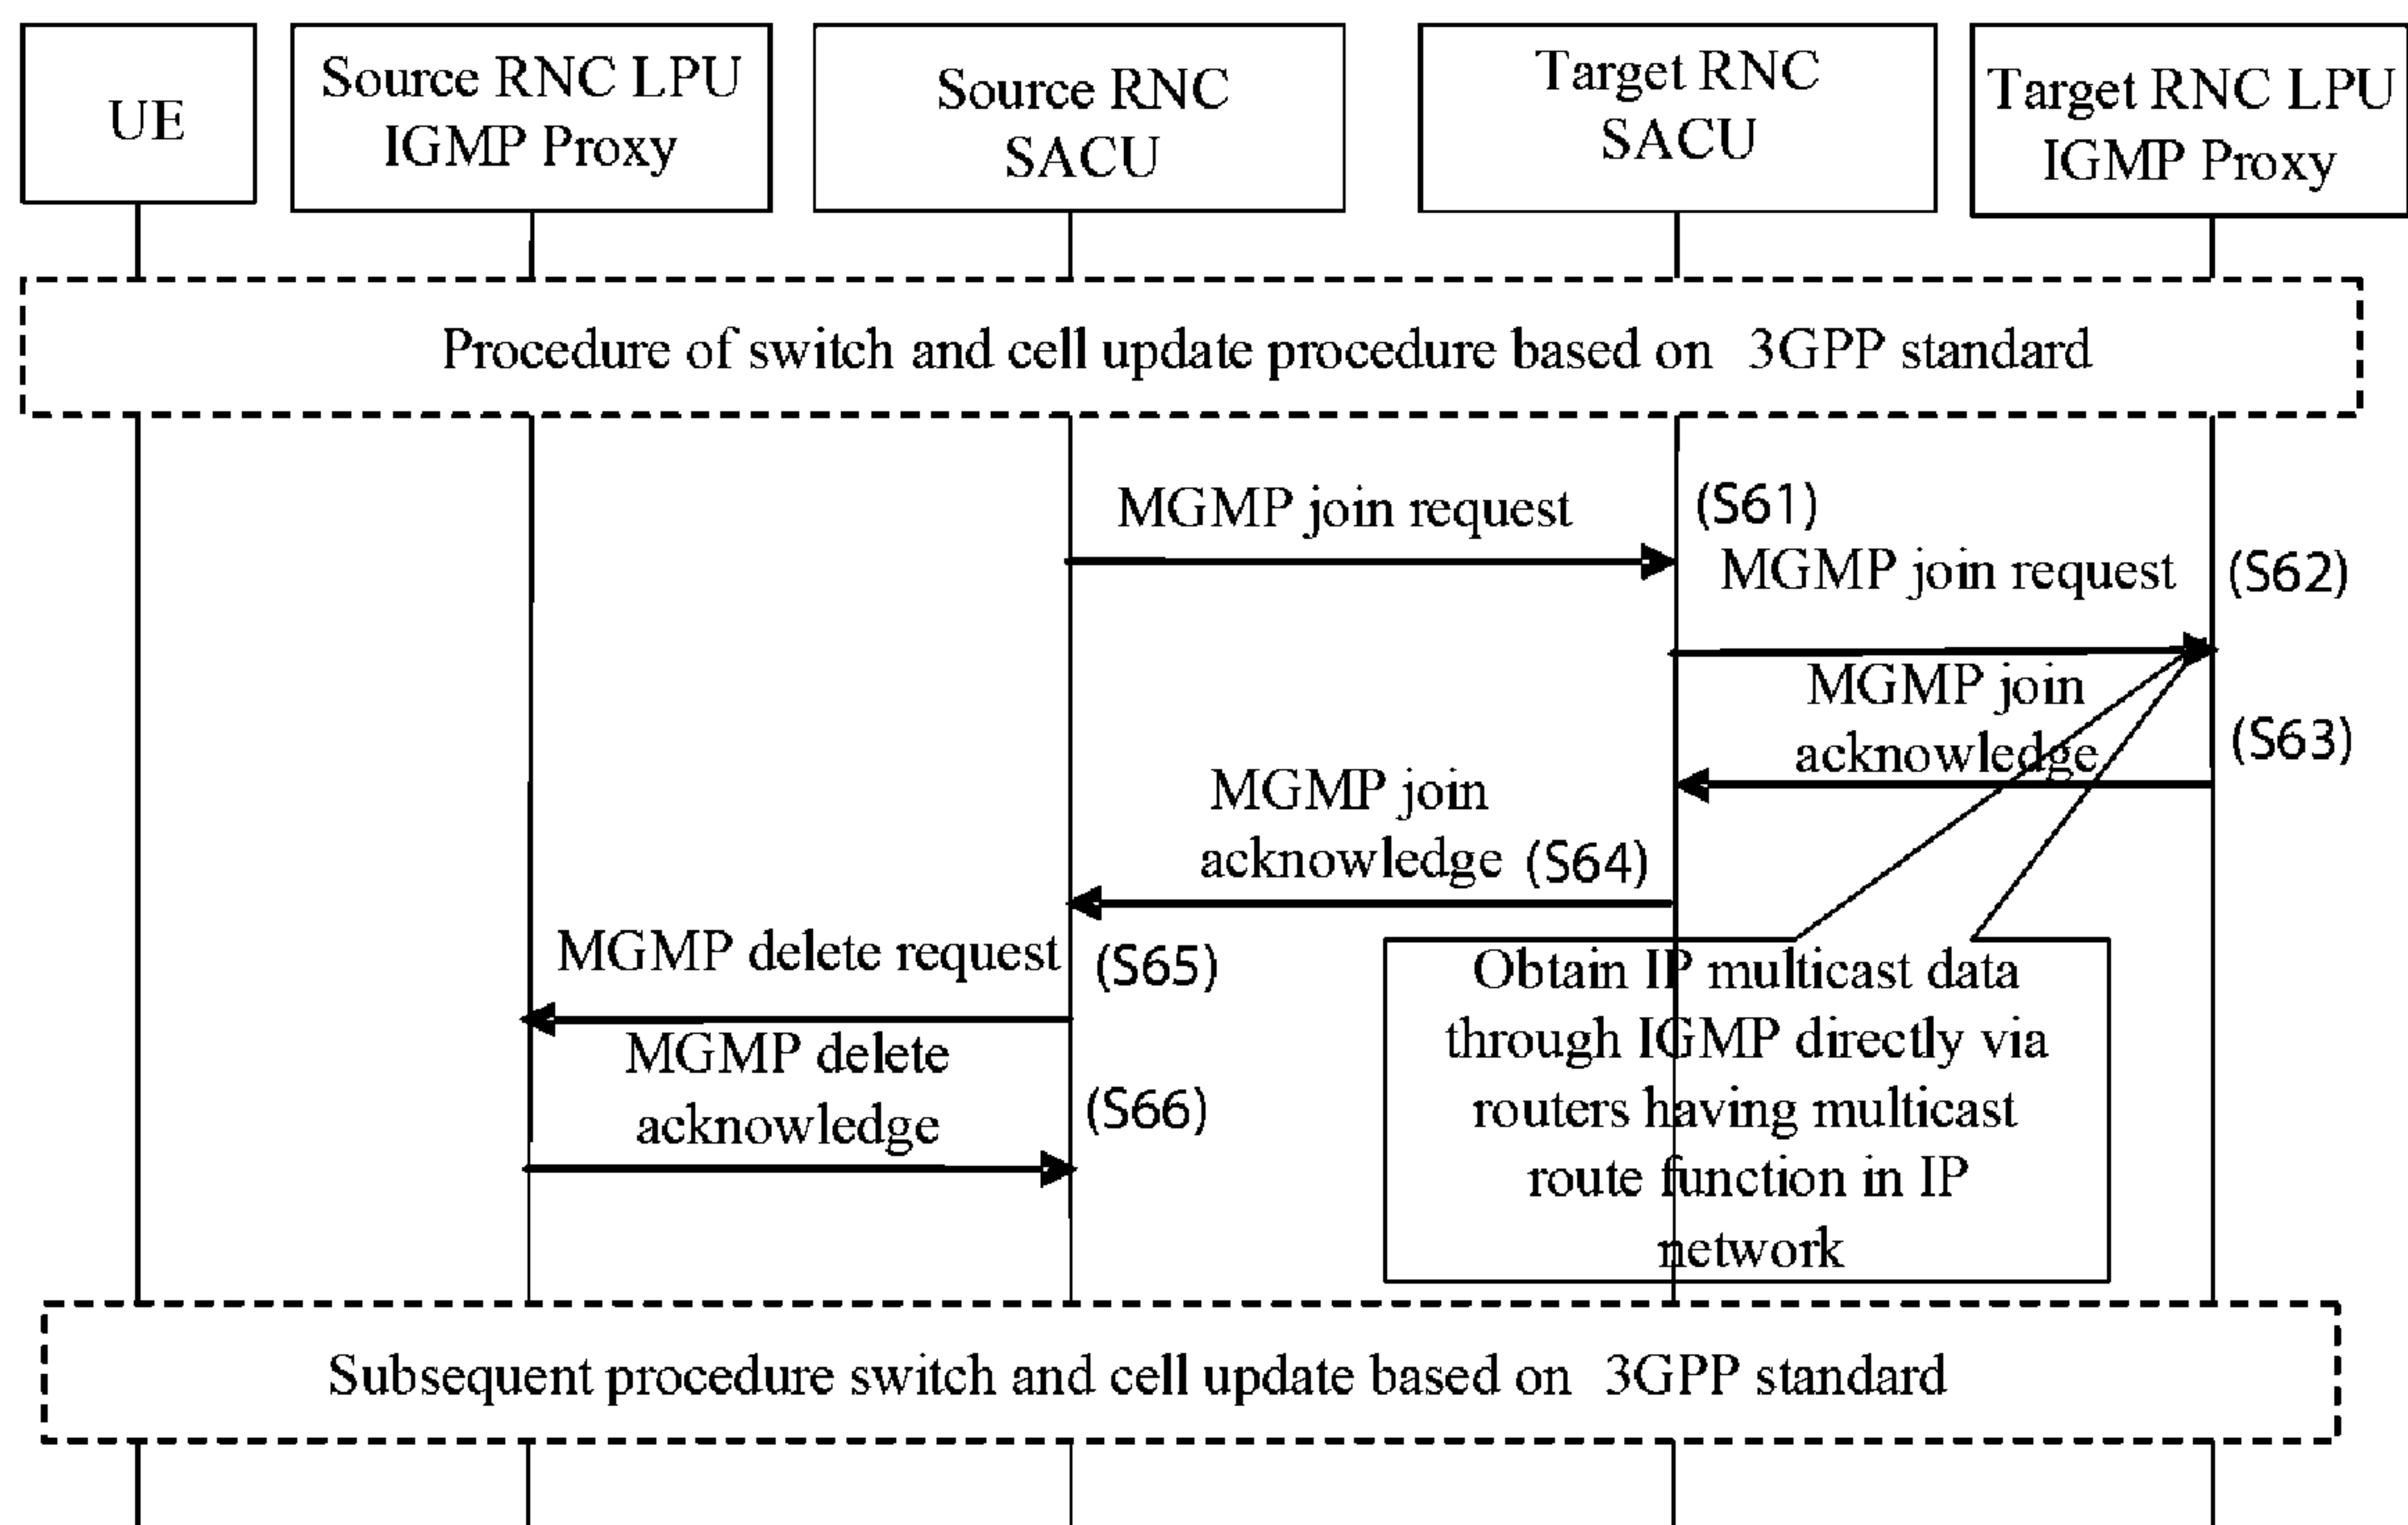 UE
Source RNC LPU
IGMP Proxy
Source RNC
SACU
Target RNC
SACU
Target RNC LPU
IGMP Proxy
Procedure of switch and cell update procedure based on 3GPP standard
MGMP join request
(S61)
MGMP join request
(S62)
MGMP join
acknowledge
(S63)
MGMP join
acknowledge (S64)
MGMP delete request
(S65)
MGMP delete
acknowledge
(S66)
Obtain IP multicast data
through IGMP directly via
routers having multicast
route function in IP
network
Subsequent procedure switch and cell update based on 3GPP standard